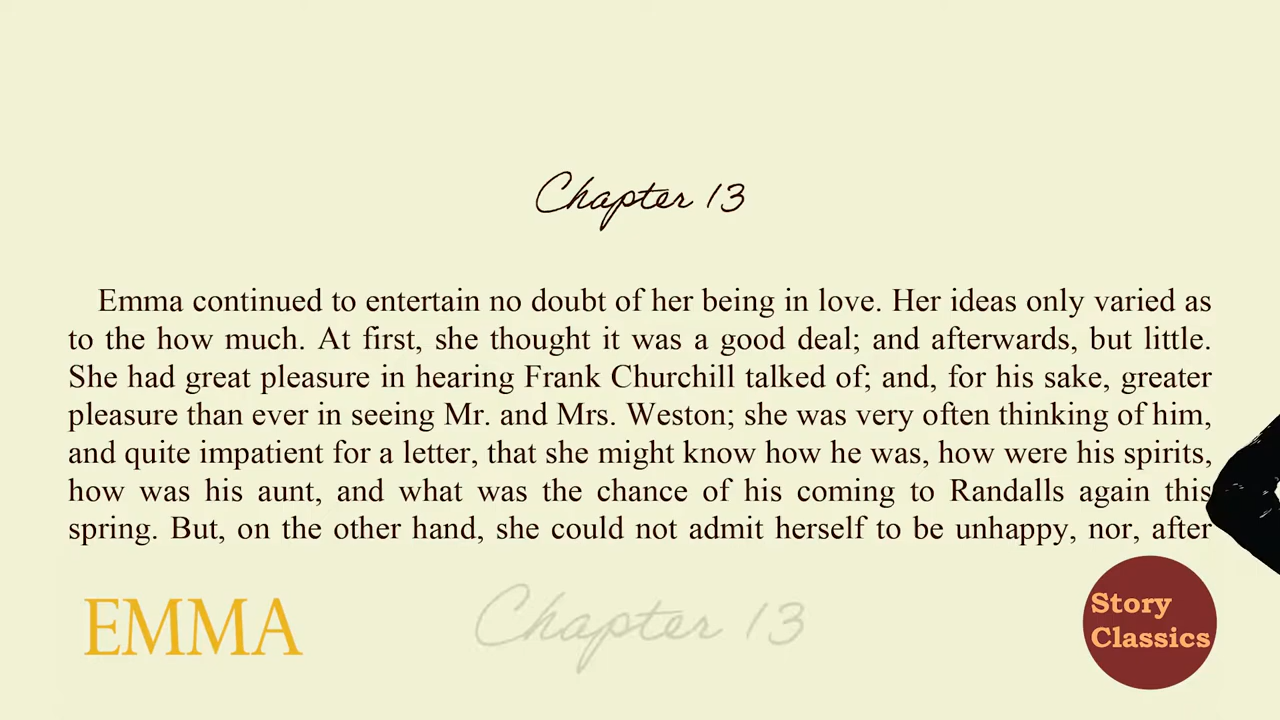 Chapter 13
Emma continued to entertain no doubt of her being in love. Her ideas only varied as
to the how much. At first, she thought it was a good deal; and afterwards, but little.
She had great pleasure in hearing Frank Churchill talked of; and, for his sake, greater
pleasure than ever in seeing Mr. and Mrs. Weston; she was very often thinking of him,
and quite impatient for a letter, that she might know how he was, how were his spirits,
how was his aunt, and what was the chance of his coming to Randalls again this
spring. But, on the other hand, she could not admit herself to be unhappy, nor, after
EMMA
Chapter 13
Story
Classics